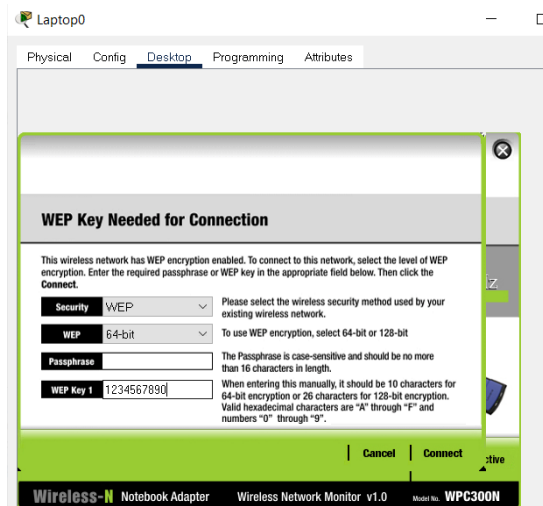 Laptop0
Physical Config Desktop Programming Attributes
WEP Key Needed for Connection
This wireless network has WEP encryption enabled. To connect to this network, select the level of WEP
encryption. Enter the required passphrase or WEP key in the appropriate field below. Then click the
Connect.
Security WEP Please select the wireless security method used by your
existing wireless network.
WEP 64-bit To use WEP encryption, select 64-bit or 128-bit
Passphrase The Passphrase is case-sensitive and should be no more
than 16 characters in length.
WEP Key 1 1234567890 When entering this manually, it should be 10 characters for
64-bit encryption or 26 characters for 128-bit encryption.
Valid hexadecimal characters are "A" through "F" and
numbers "0" through "9".
Cancel Connect
Wireless-N Notebook Adapter Wireless Network Monitor v1.0 Model No. WPC300N